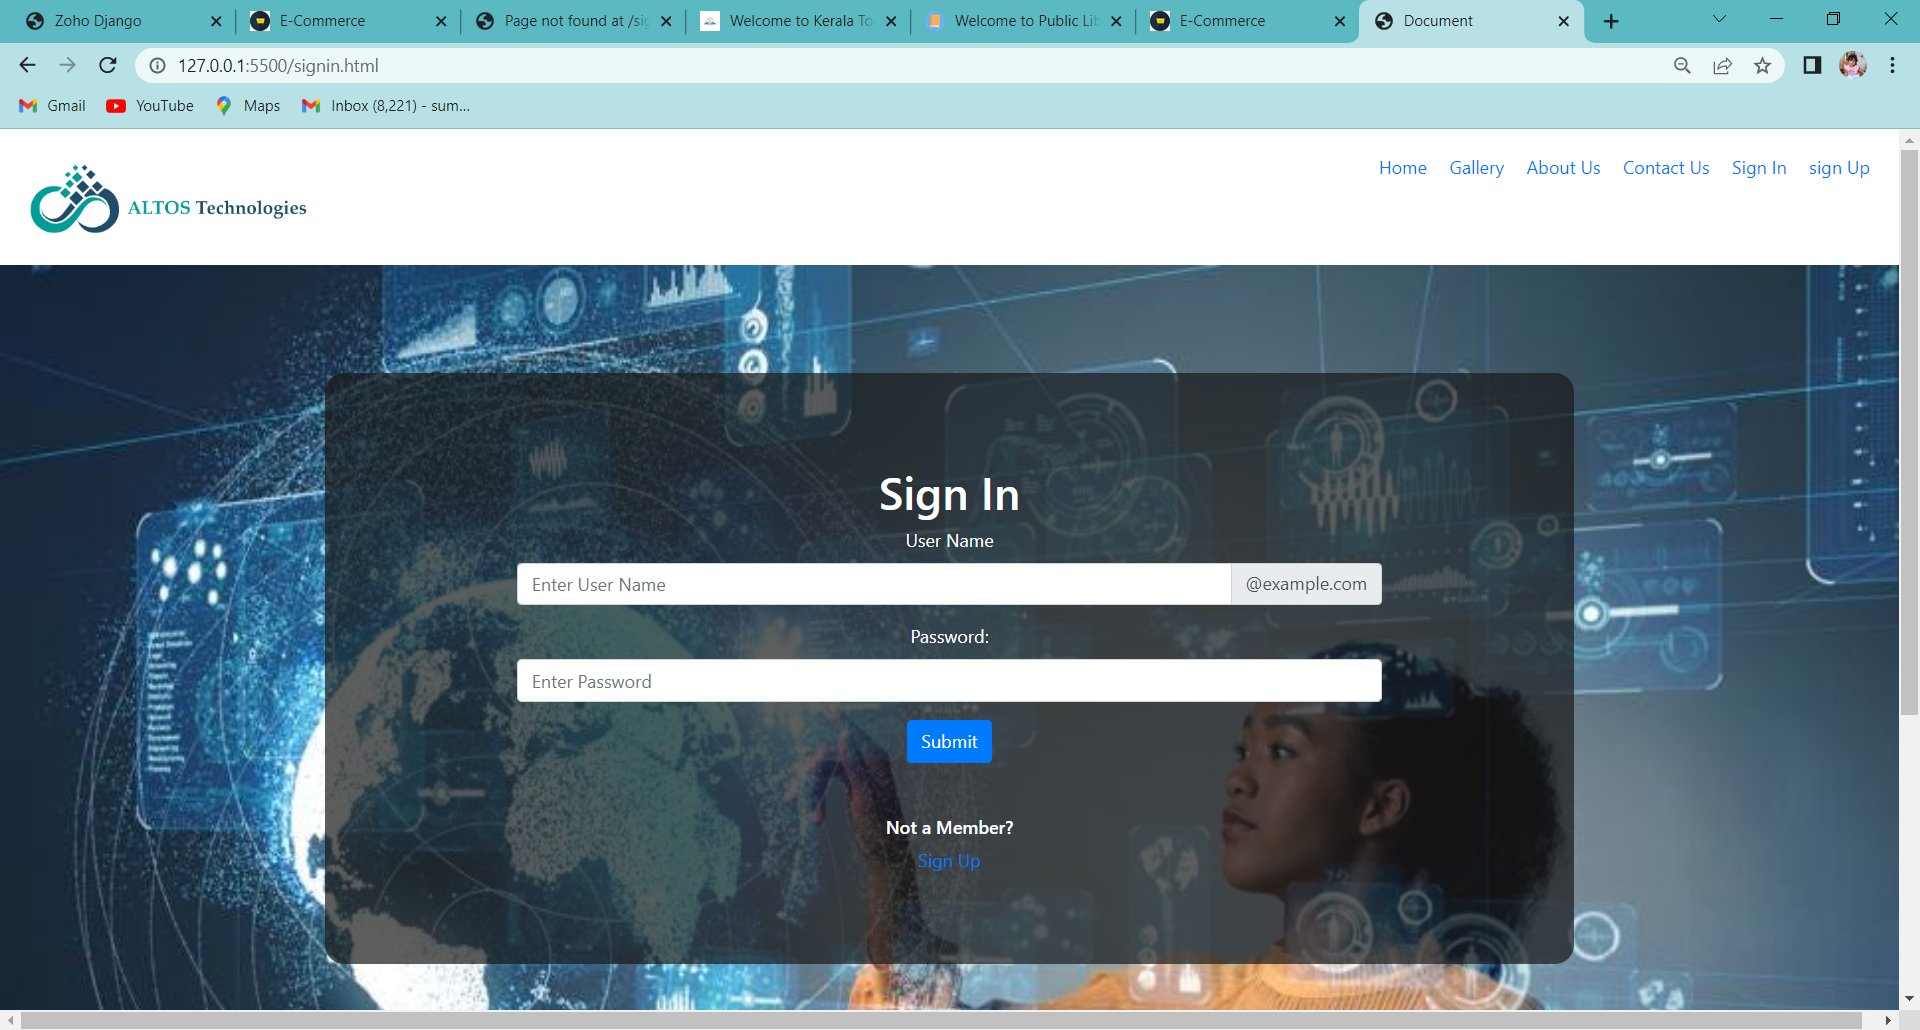 Zoho Django
E-Commerce
Page not found at /sig
Welcome to Kerala To
Welcome to Public Lib
E-Commerce
Document
127.0.0.1:5500/signin.html
Gmail
YouTube
Maps
Inbox (8,221) - sum...
ALTOS Technologies
Home
Gallery
About Us
Contact Us
Sign In
sign Up
Sign In
User Name
Enter User Name
@example.com
Password:
Enter Password
Submit
Not a Member?
Sign Up